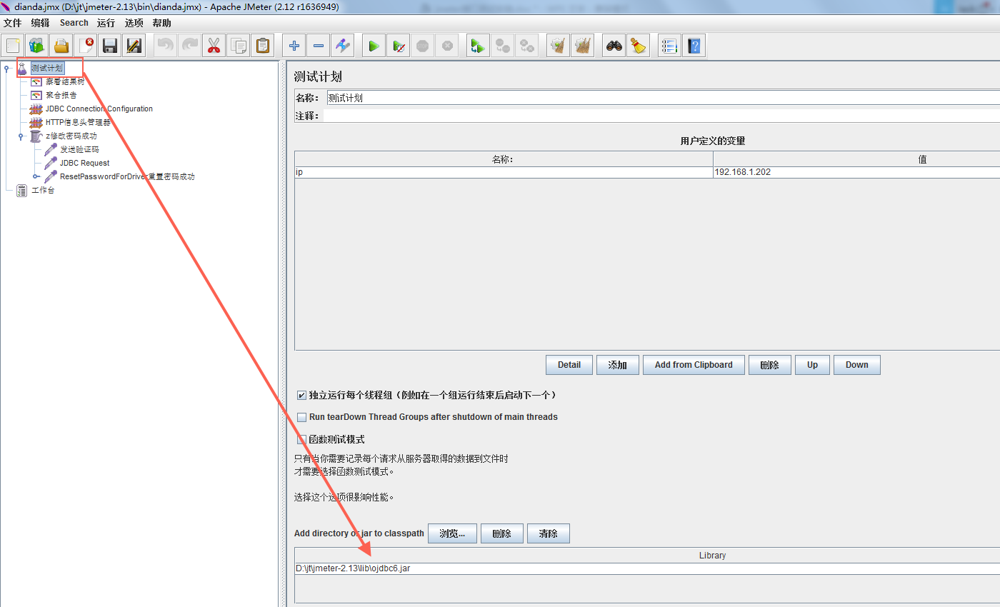 dianda.jmx (D:\jt\jmeter-2.13\bin\dianda.jmx) - Apache JMeter (2.12 r1636949)
文件 编辑 Search 运行 选项 帮助
测试计划
察看结果树
聚合报告
JDBC Connection Configuration
HTTP信息头管理器
z修改密码成功
发送验证码
JDBC Request
ResetPasswordForDriver重置密码成功
工作台
测试计划
名称： 测试计划
注释：
用户定义的变量
名称： 值
ip 192.168.1.202
Detail 添加 Add from Clipboard 删除 Up Down
独立运行每个线程组（例如在一个组运行结束后启动下一个）
Run tearDown Thread Groups after shutdown of main threads
函数测试模式
只有当你需要记录每个请求从服务器取得的数据到文件时
才需要选择函数测试模式。
选择这个选项很影响性能。
Add directory or jar to classpath 浏览... 删除 清除
Library
D:\jt\jmeter-2.13\lib\ojdbc6.jar